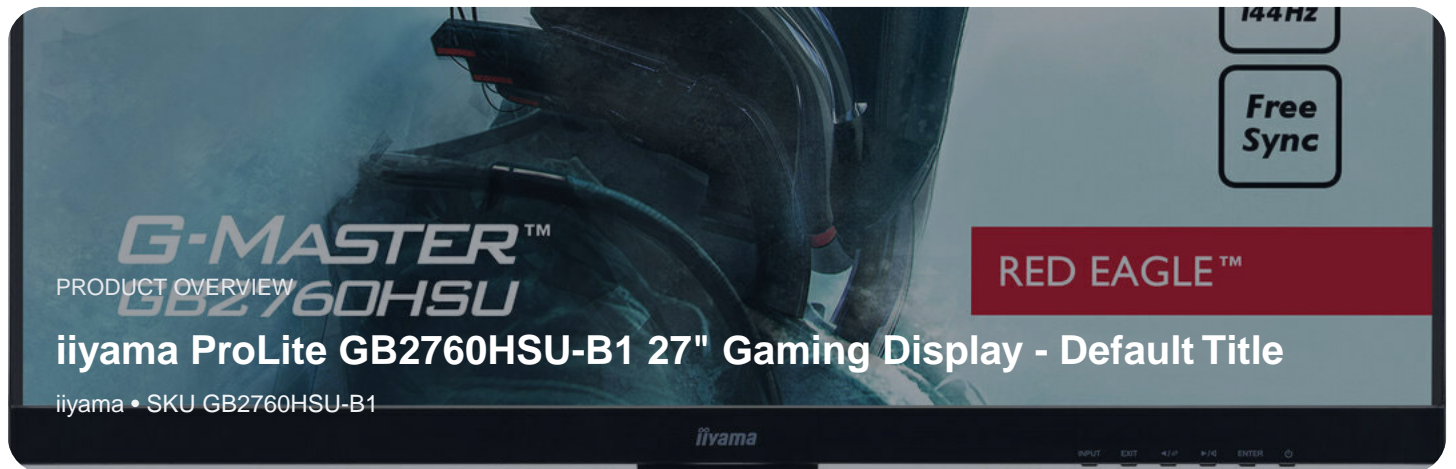 144Hz
Free
Sync
G-MASTER™
GB2760HSU
RED EAGLE™
PRODUCT OVERVIEW
iiyama ProLite GB2760HSU-B1 27" Gaming Display - Default Title
iiyama • SKU GB2760HSU-B1
iiyama
INPUT EXIT ENTER